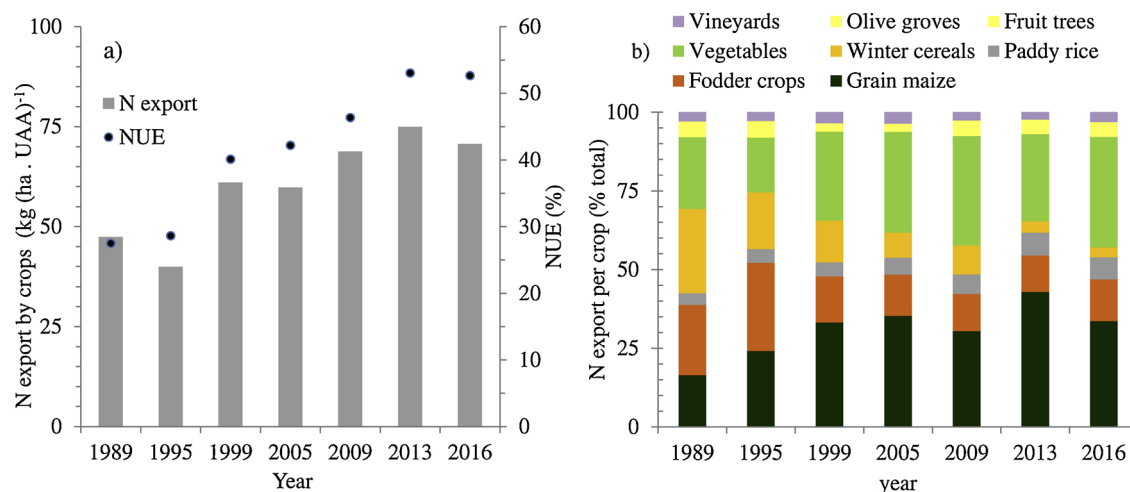 a)
N export
NUE
N export by crops (kg (ha . UAA)-1)
100
75
50
25
0
NUE (%)
60
50
40
30
20
10
0
1989 1995 1999 2005 2009 2013 2016
Year
b)
Vineyards Olive groves Fruit trees
Vegetables Winter cereals Paddy rice
Fodder crops Grain maize
N export per crop (% total)
100
75
50
25
0
1989 1995 1999 2005 2009 2013 2016
year